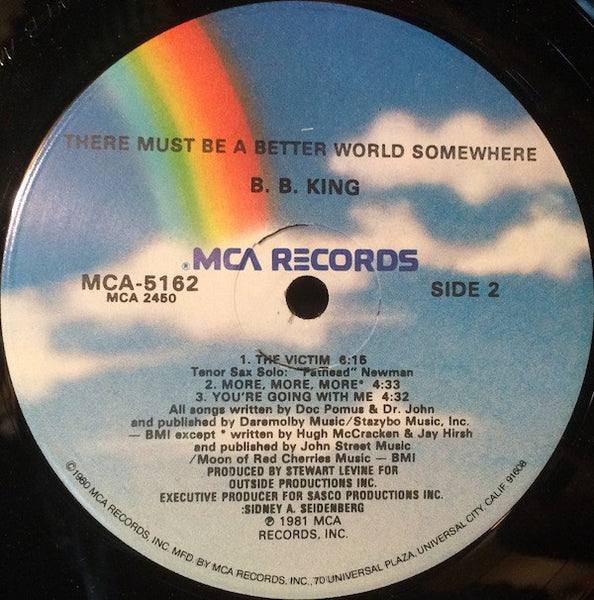 THERE MUST BE A BETTER WORLD SOMEWHERE
B. B. KING
® MCA RECORDS
MCA-5162
MCA 2450
SIDE 2
1. THE VICTIM 6:15
Tenor Sax Solo: "Fathead" Newman
2. MORE, MORE, MORE* 4:33
3. YOU'RE GOING WITH ME 4:32
All songs written by Doc Pomus & Dr. John
and published by Daremolby Music/Stazybo Music, Inc.
— BMI except * written by Hugh McCracken & Jay Hirsh
and published by John Street Music
/Moon of Red Cherries Music — BMI
PRODUCED BY STEWART LEVINE FOR
OUTSIDE PRODUCTIONS INC.
EXECUTIVE PRODUCER FOR SASCO PRODUCTIONS INC.
:SIDNEY A. SEIDENBERG
℗ 1981 MCA
RECORDS, INC.
©1980 MCA RECORDS, INC. MFD. BY MCA RECORDS, INC., 70 UNIVERSAL PLAZA, UNIVERSAL CITY, CALIF. 91608